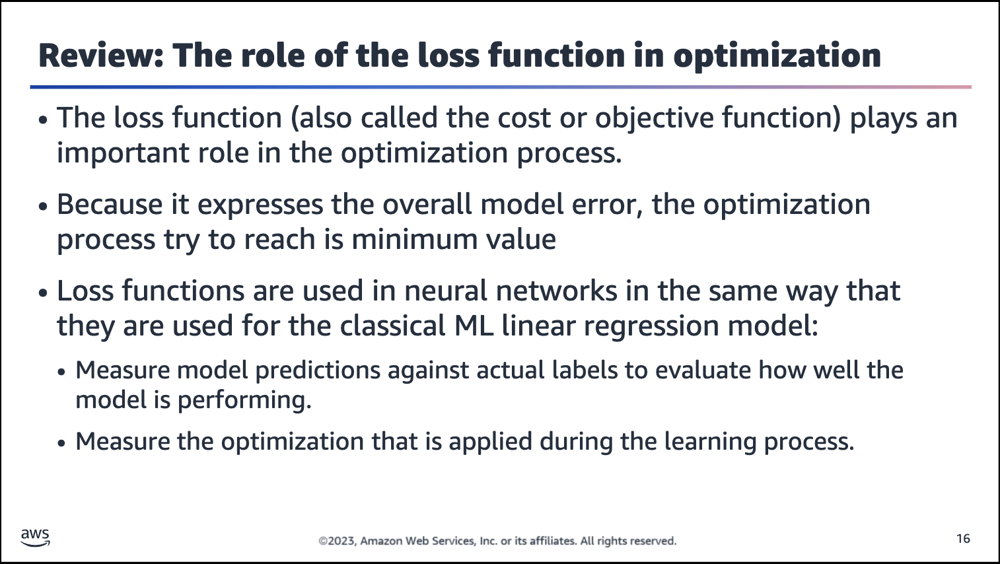 Review: The role of the loss function in optimization
• The loss function (also called the cost or objective function) plays an
important role in the optimization process.
• Because it expresses the overall model error, the optimization
process try to reach is minimum value
• Loss functions are used in neural networks in the same way that
they are used for the classical ML linear regression model:
• Measure model predictions against actual labels to evaluate how well the
model is performing.
• Measure the optimization that is applied during the learning process.
aws
©2023, Amazon Web Services, Inc. or its affiliates. All rights reserved.
16